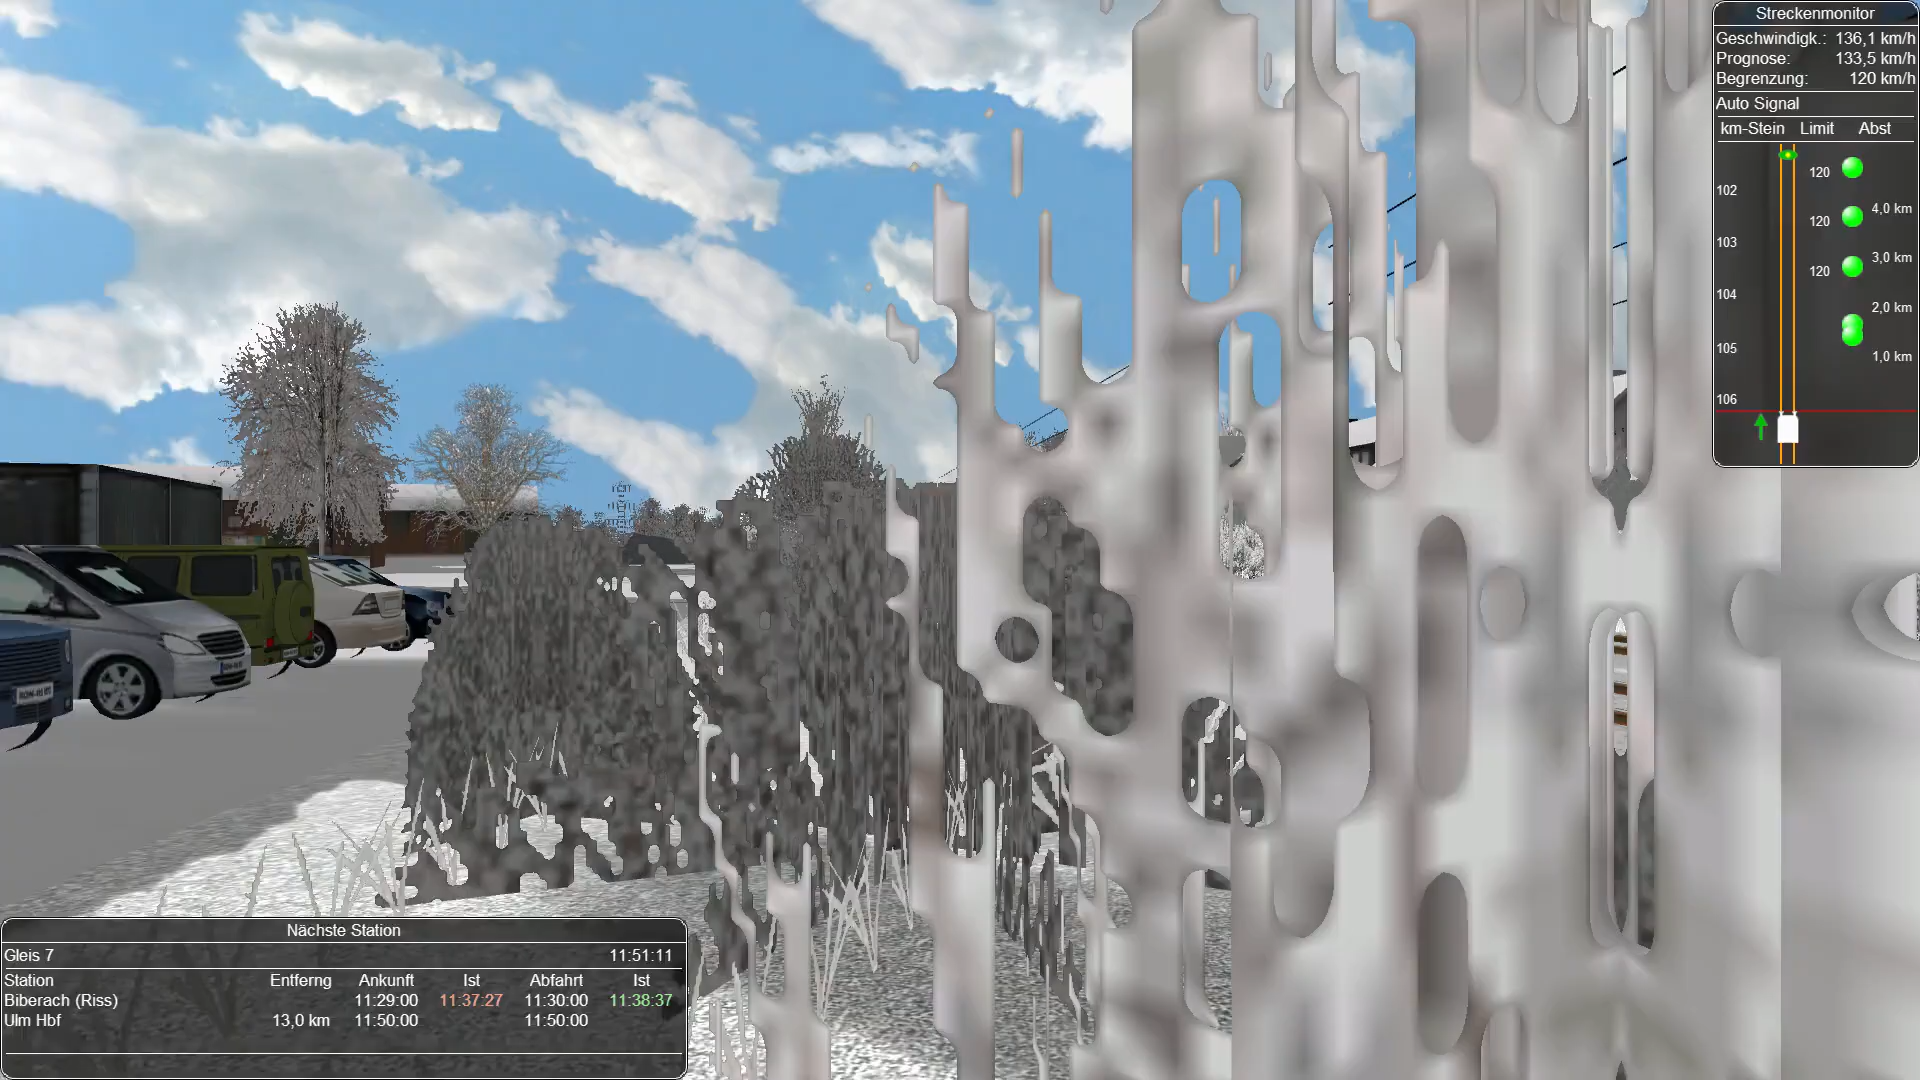 Streckenmonitor
Geschwindigk.: 136,1 km/h
Prognose: 133,5 km/h
Begrenzung: 120 km/h
Auto Signal
km-Stein Limit Abst
120
102
4,0 km
120
103
3,0 km
120
104
2,0 km
105
1,0 km
106
Nächste Station
Gleis 7 11:51:11
Station Entferng Ankunft Ist Abfahrt Ist
Biberach (Riss) 11:29:00 11:37:27 11:30:00 11:38:37
Ulm Hbf 13,0 km 11:50:00 11:50:00